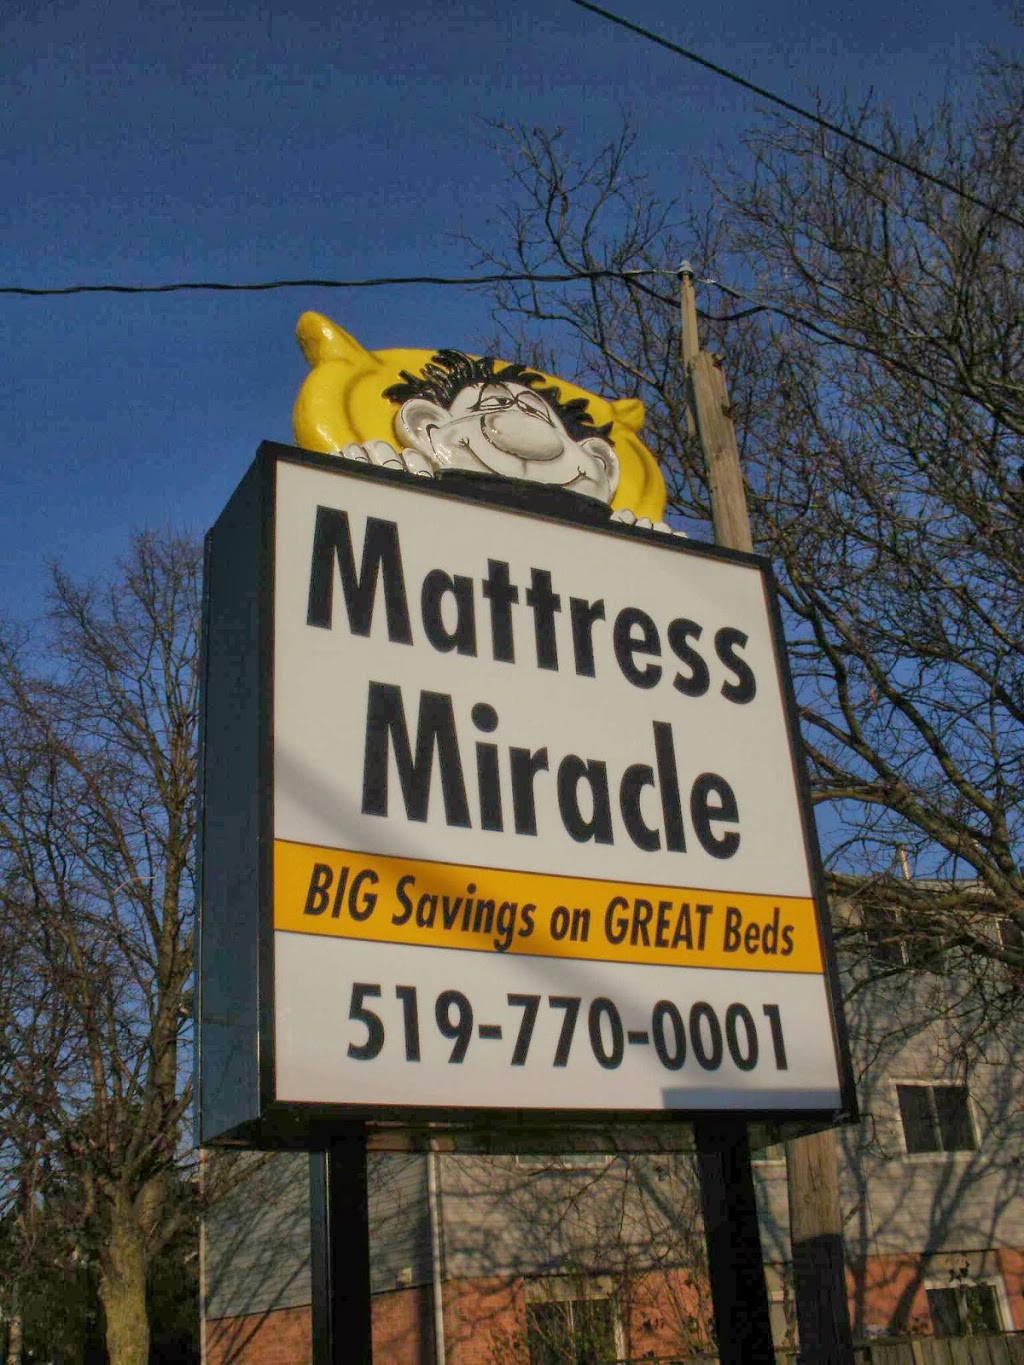 Mattress
Miracle
BIG Savings on GREAT Beds
519-770-0001